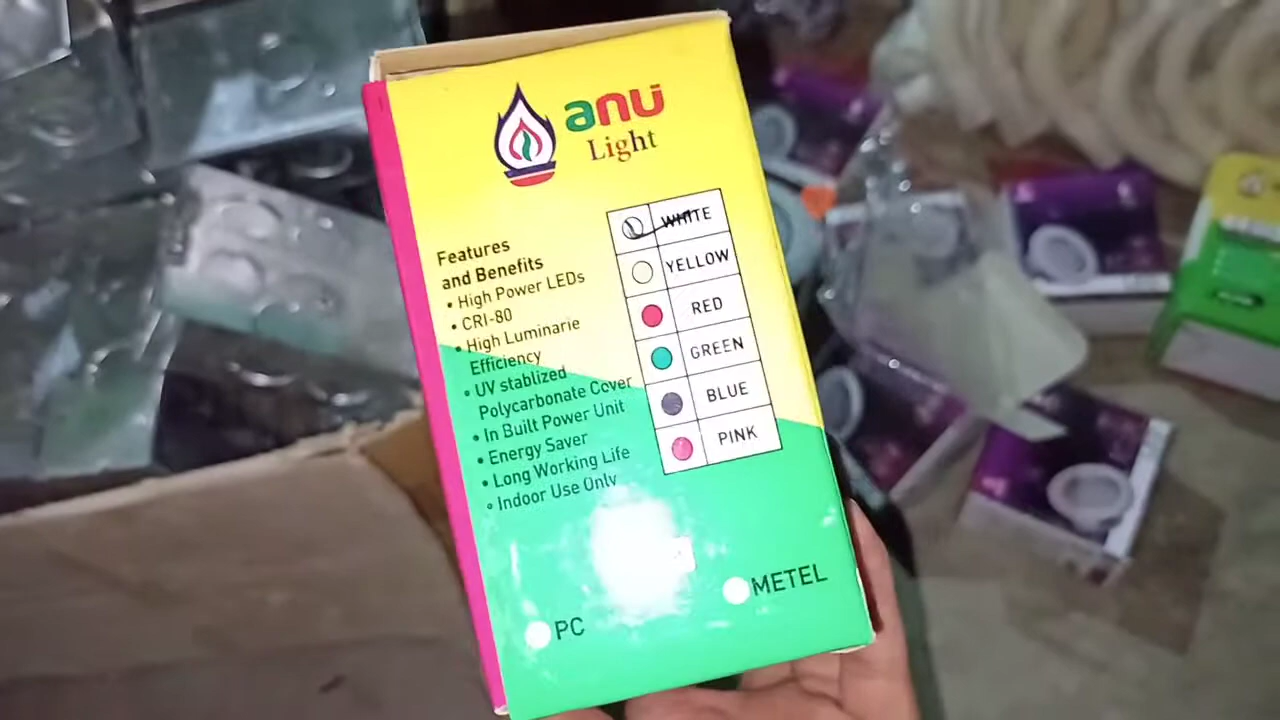 anu
Light
Features
and Benefits
• High Power LEDs
• CRI-80
• High Luminarie
Efficiency
• UV stablized
Polycarbonate Cover
• In Built Power Unit
• Energy Saver
• Long Working Life
• Indoor Use Only
WHITE
YELLOW
RED
GREEN
BLUE
PINK
METEL
PC